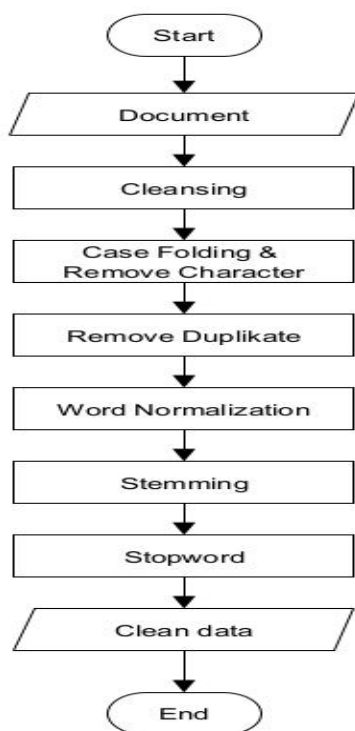 Start
Document
Cleansing
Case Folding &
Remove Character
Remove Duplikate
Word Normalization
Stemming
Stopword
Clean data
End